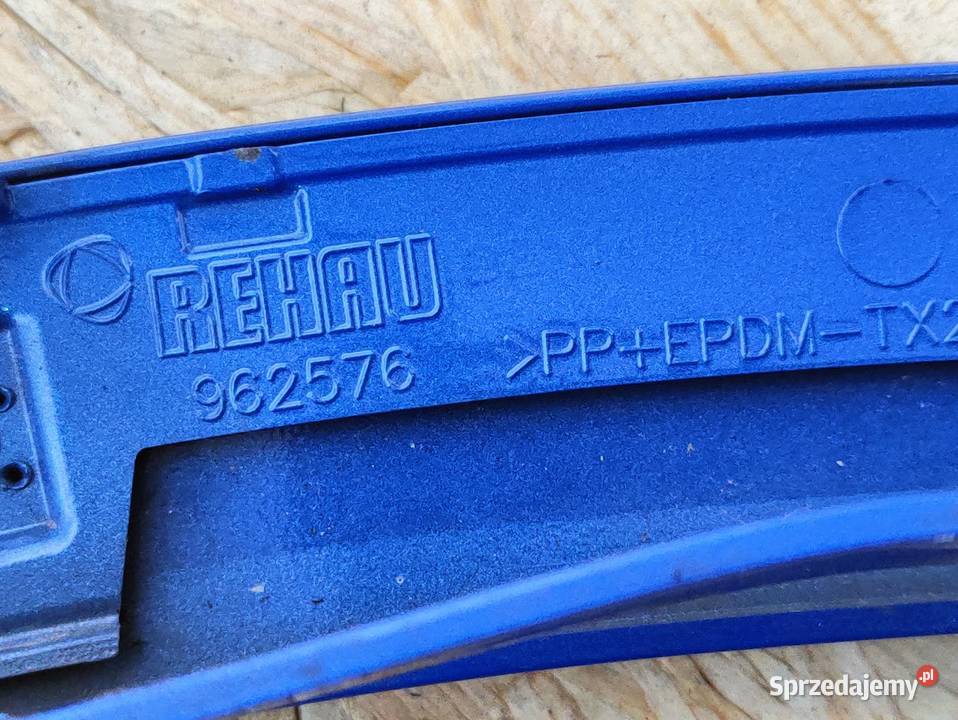 REHAU
962576
>PP+EPDM-TX2
Sprzedajemy.pl